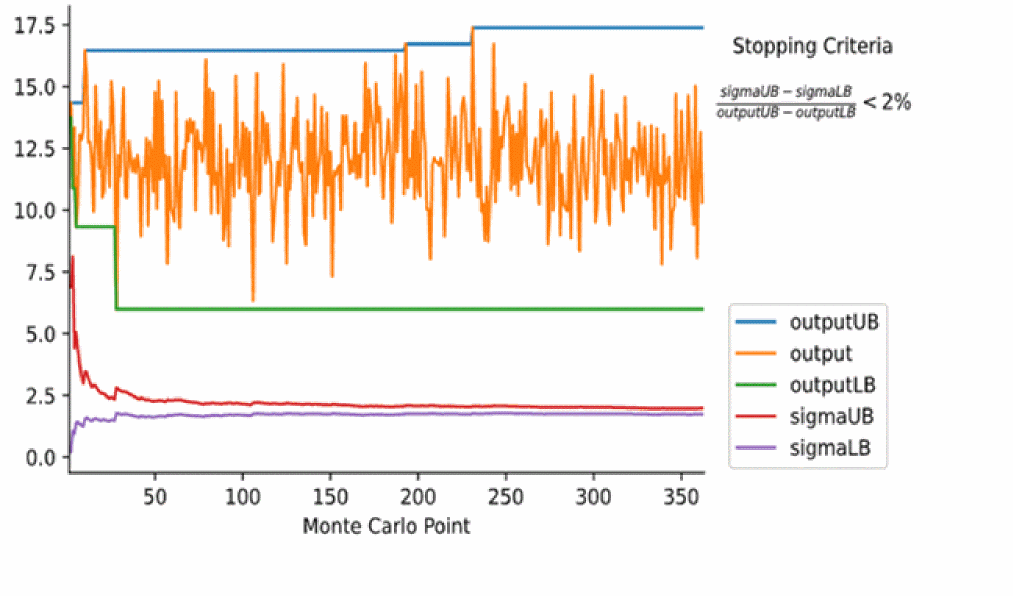 17.5
15.0
12.5
10.0
7.5
5.0
2.5
0.0
50 100 150 200 250 300 350
Monte Carlo Point
Stopping Criteria
sigmaUB − sigmaLB
outputUB − outputLB < 2%
outputUB
output
outputLB
sigmaUB
sigmaLB